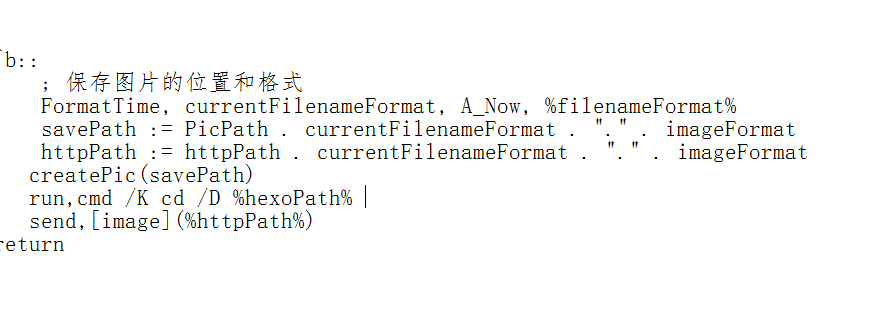 b::
; 保存图片的位置和格式
FormatTime, currentFilenameFormat, A_Now, %filenameFormat%
savePath := PicPath . currentFilenameFormat . "." . imageFormat
httpPath := httpPath . currentFilenameFormat . "." . imageFormat
createPic(savePath)
run,cmd /K cd /D %hexoPath%
send,[image](%httpPath%)
return